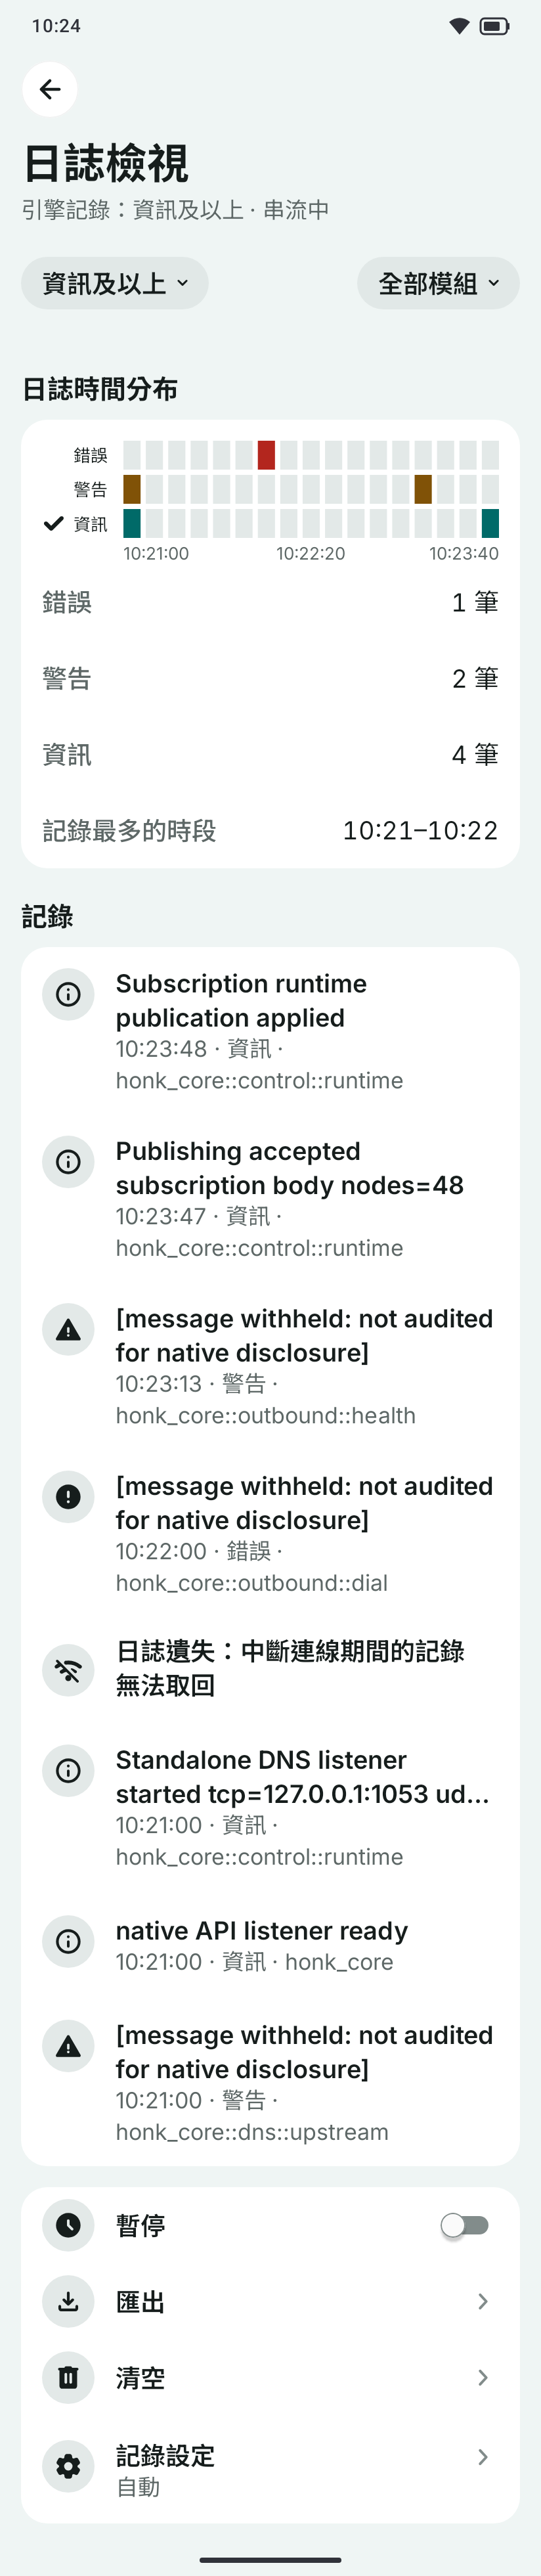 10:24
日誌檢視
引擎記錄：資訊及以上 · 串流中
資訊及以上
全部模組
日誌時間分布
錯誤
警告
資訊
10:21:00 10:22:20 10:23:40
錯誤 1 筆
警告 2 筆
資訊 4 筆
記錄最多的時段 10:21–10:22
記錄
Subscription runtime
publication applied
10:23:48 · 資訊 ·
honk_core::control::runtime
Publishing accepted
subscription body nodes=48
10:23:47 · 資訊 ·
honk_core::control::runtime
[message withheld: not audited
for native disclosure]
10:23:13 · 警告 ·
honk_core::outbound::health
[message withheld: not audited
for native disclosure]
10:22:00 · 錯誤 ·
honk_core::outbound::dial
日誌遺失：中斷連線期間的記錄
無法取回
Standalone DNS listener
started tcp=127.0.0.1:1053 ud…
10:21:00 · 資訊 ·
honk_core::control::runtime
native API listener ready
10:21:00 · 資訊 · honk_core
[message withheld: not audited
for native disclosure]
10:21:00 · 警告 ·
honk_core::dns::upstream
暫停
匯出
清空
記錄設定
自動